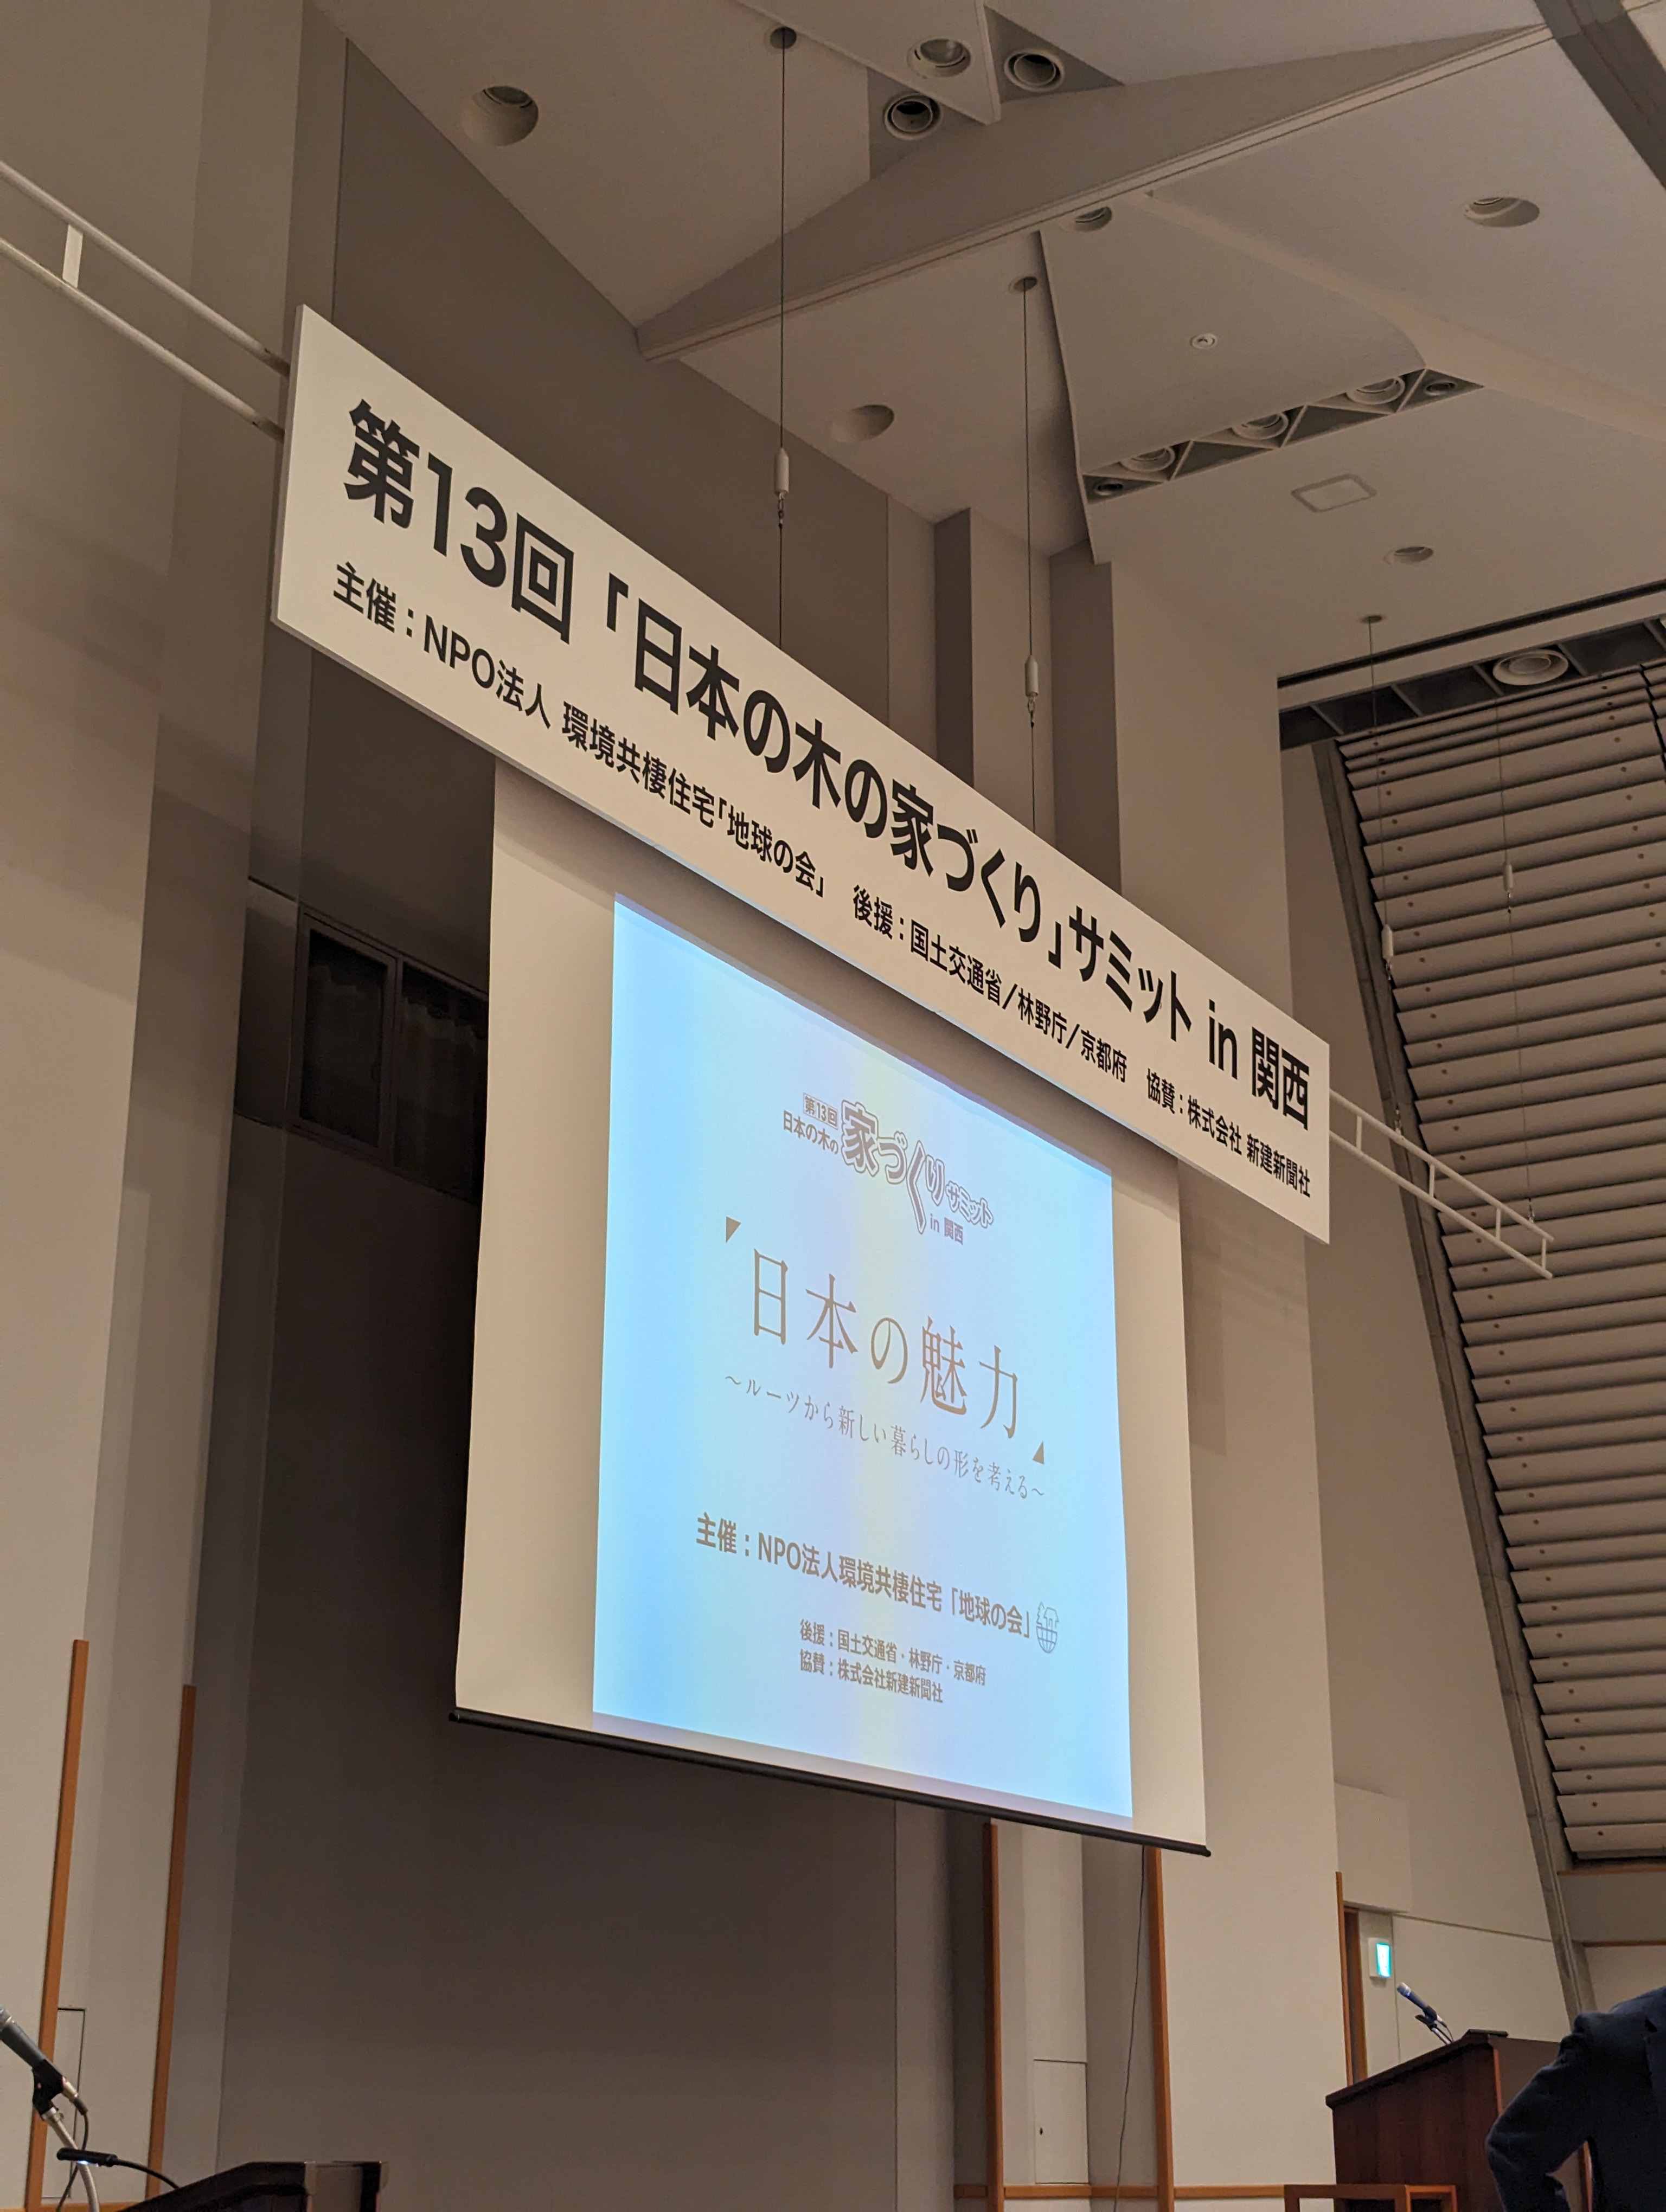 第13回「日本の木の家づくり」サミット in 関西
主催：NPO法人 環境共棲住宅「地球の会」 後援：国土交通省/林野庁/京都府 協賛：株式会社 新建新聞社
第13回
日本の木の
家づくりサミット
in 関西
「日本の魅力」
～ルーツから新しい暮らしの形を考える～
主催：NPO法人環境共棲住宅「地球の会」
後援：国土交通省・林野庁・京都府
協賛：株式会社新建新聞社